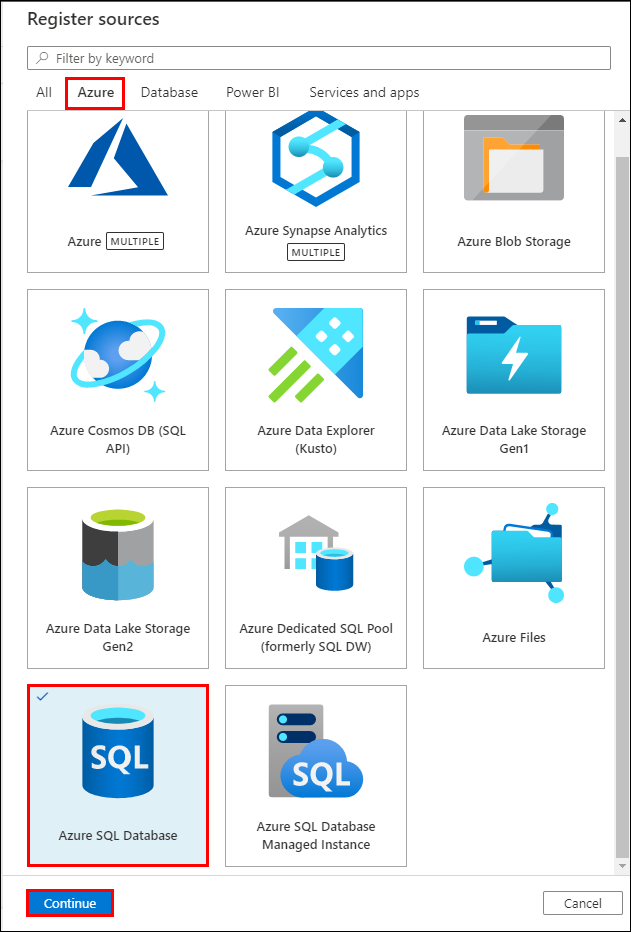 Register sources
Filter by keyword
All Azure Database Power BI Services and apps
Azure MULTIPLE
Azure Synapse Analytics
MULTIPLE
Azure Blob Storage
Azure Cosmos DB (SQL
API)
Azure Data Explorer
(Kusto)
Azure Data Lake Storage
Gen1
Azure Data Lake Storage
Gen2
Azure Dedicated SQL Pool
(formerly SQL DW)
Azure Files
SQL
Azure SQL Database
SQL
Azure SQL Database
Managed Instance
Continue Cancel